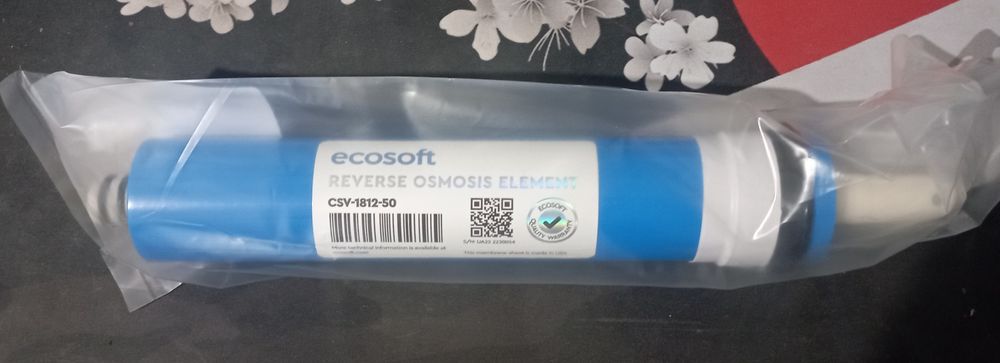 ecosoft
REVERSE OSMOSIS ELEMENT
CSV-1812-50
ECOSOFT
QUALITY WARRANTY
More technical information is available at
This membrane sheet is made in USA